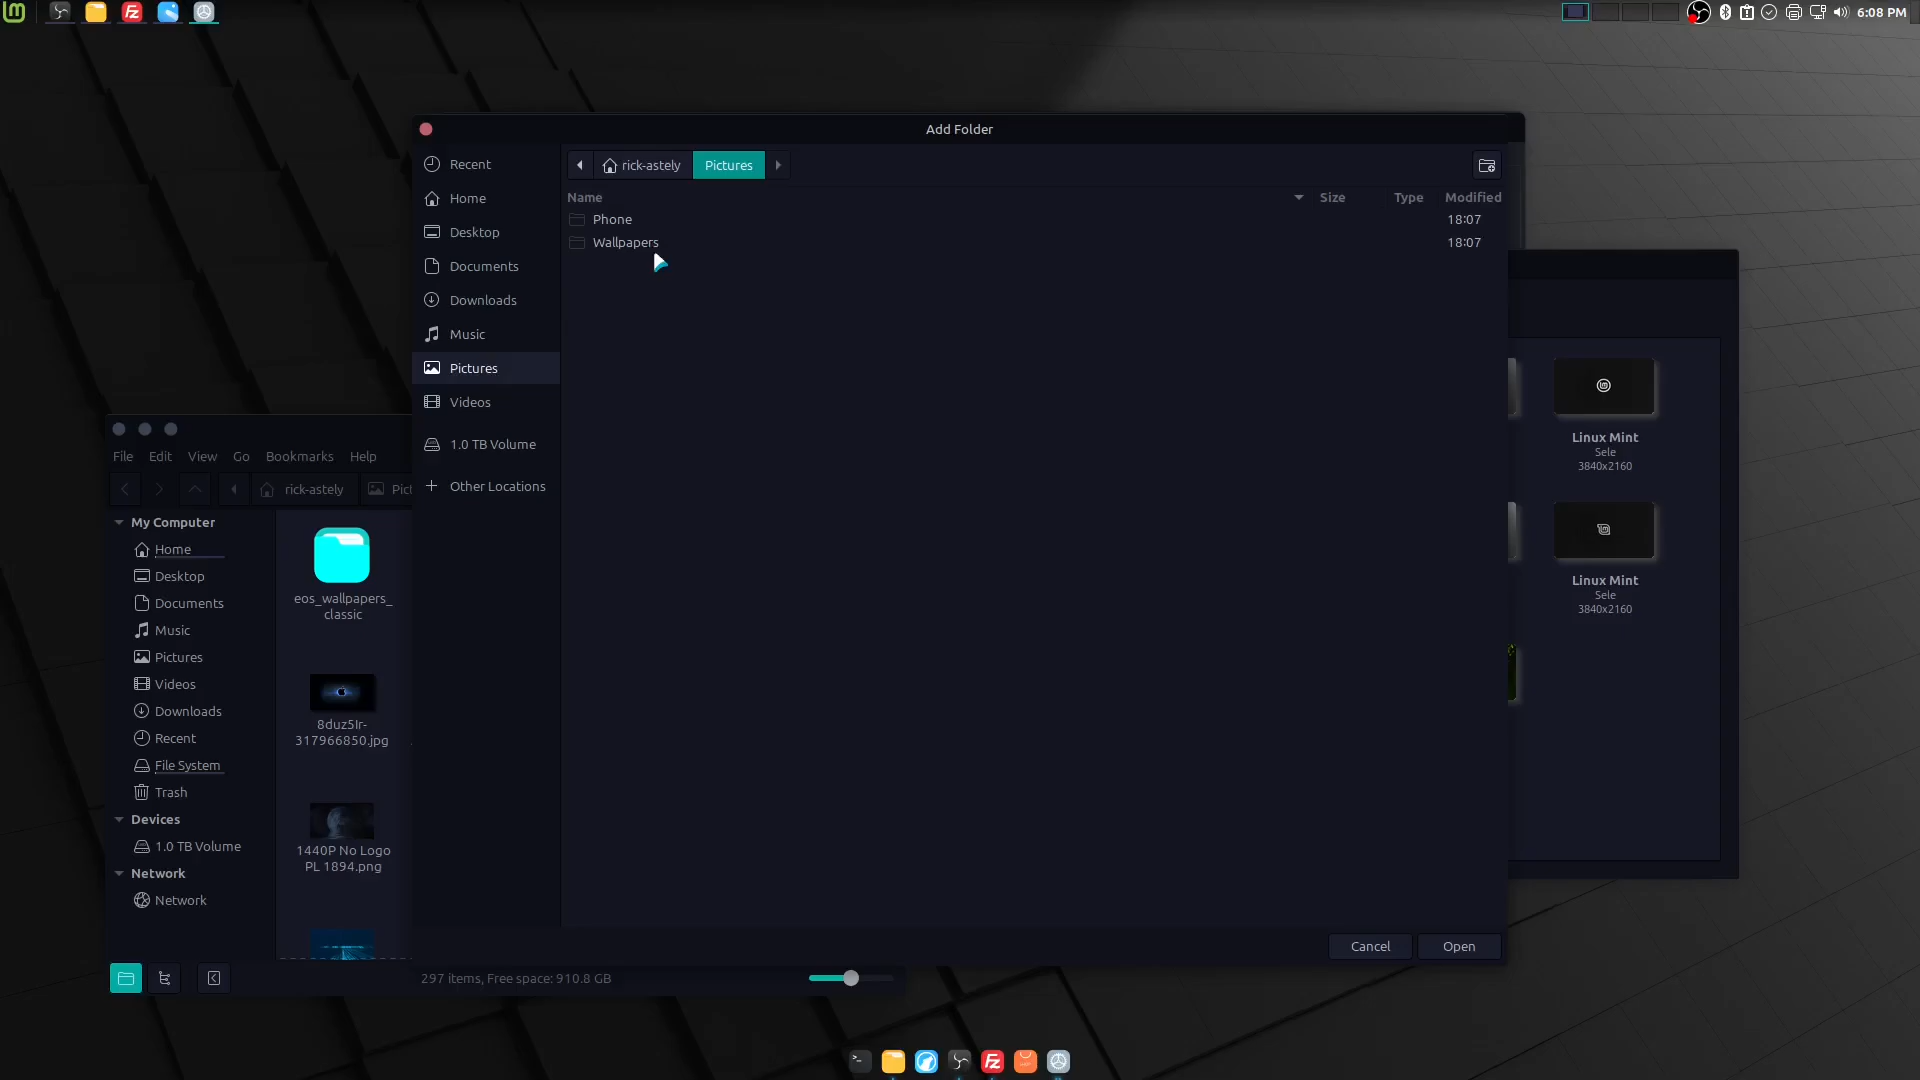 6:08 PM
Add Folder
Recent
Home
Desktop
Documents
Downloads
Music
Pictures
Videos
1.0 TB Volume
Other Locations
rick-astely
Pictures
Name
Size
Type
Modified
Phone
18:07
Wallpapers
18:07
Cancel
Open
File
Edit
View
Go
Bookmarks
Help
rick-astely
Pict
My Computer
Home
Desktop
Documents
Music
Pictures
Videos
Downloads
Recent
File System
Trash
Devices
1.0 TB Volume
Network
Network
eos_wallpapers_
classic
8duz5Ir-
317966850.jpg
1440P No Logo
PL 1894.png
297 items, Free space: 910.8 GB
Linux Mint
Sele
3840x2160
Linux Mint
Sele
3840x2160